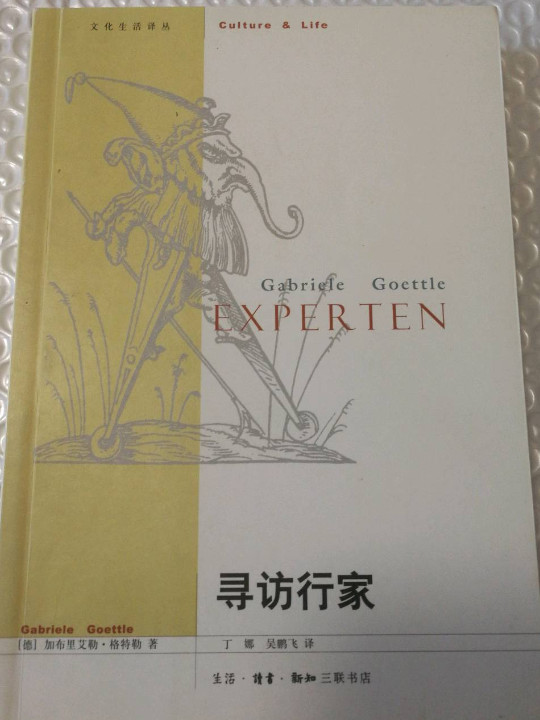 文化生活译丛 Culture & Life
Gabriele Goettle
EXPERTEN
寻访行家
Gabriele Goettle
[德] 加布里艾勒·格特勒 著 丁 娜 吴鹏飞 译
生活·读书·新知 三联书店